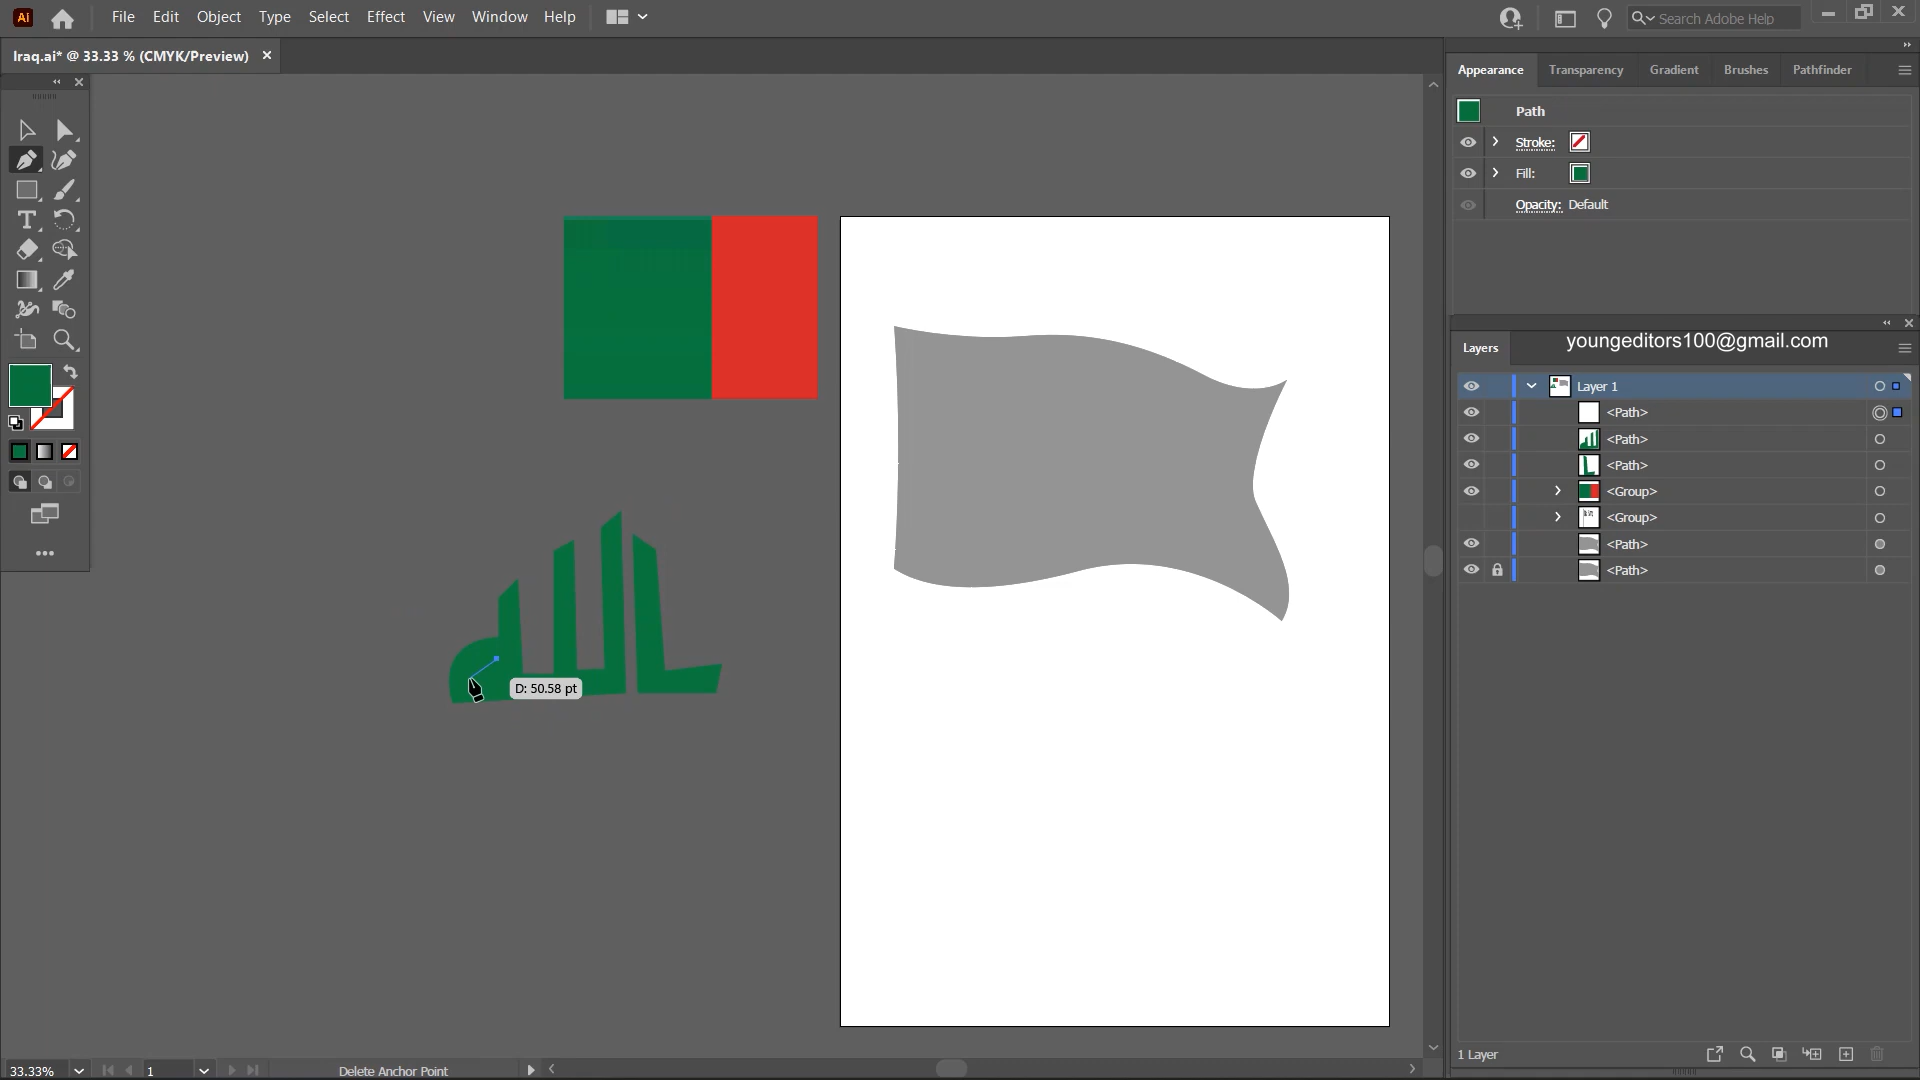 File Edit Object Type Select Effect View Window Help
Search Adobe Help
Iraq.ai* @ 33.33 % (CMYK/Preview)
Appearance Transparency Gradient Brushes Pathfinder
Path
Stroke:
Fill:
Opacity: Default
youngeditors100@gmail.com
Layers
Layer 1
<Path>
<Path>
<Path>
<Group>
<Group>
<Path>
<Path>
D: 50.58 pt
1 Layer
33.33%
1
Delete Anchor Point